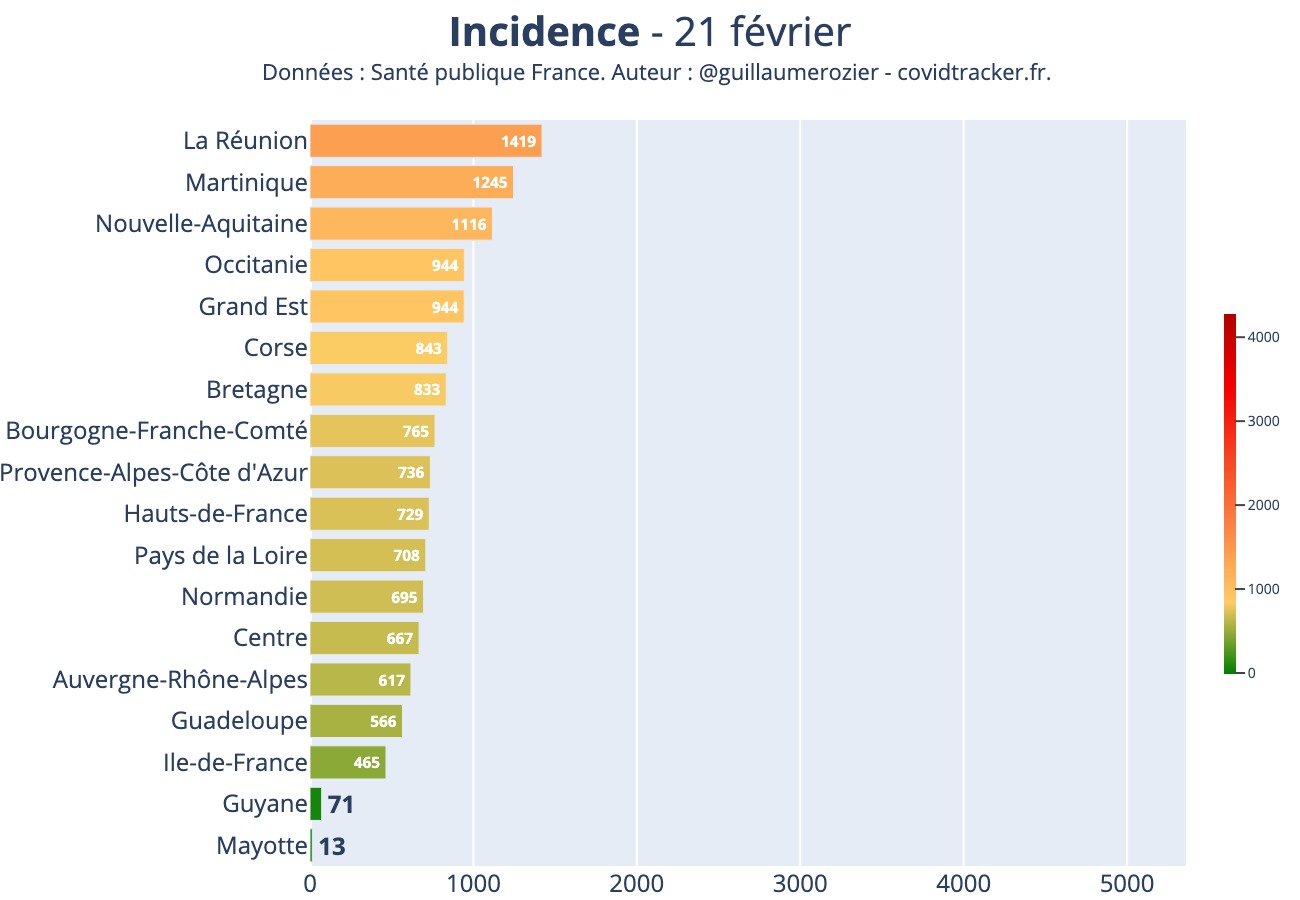 Incidence - 21 février
Données : Santé publique France. Auteur : @guillaumerozier - covidtracker.fr.
La Réunion 1419
Martinique 1245
Nouvelle-Aquitaine 1116
Occitanie 944
Grand Est 944
Corse 843
Bretagne 833
Bourgogne-Franche-Comté 765
Provence-Alpes-Côte d'Azur 736
Hauts-de-France 729
Pays de la Loire 708
Normandie 695
Centre 667
Auvergne-Rhône-Alpes 617
Guadeloupe 566
Ile-de-France 465
Guyane 71
Mayotte 13
0 1000 2000 3000 4000 5000
4000
3000
2000
1000
0